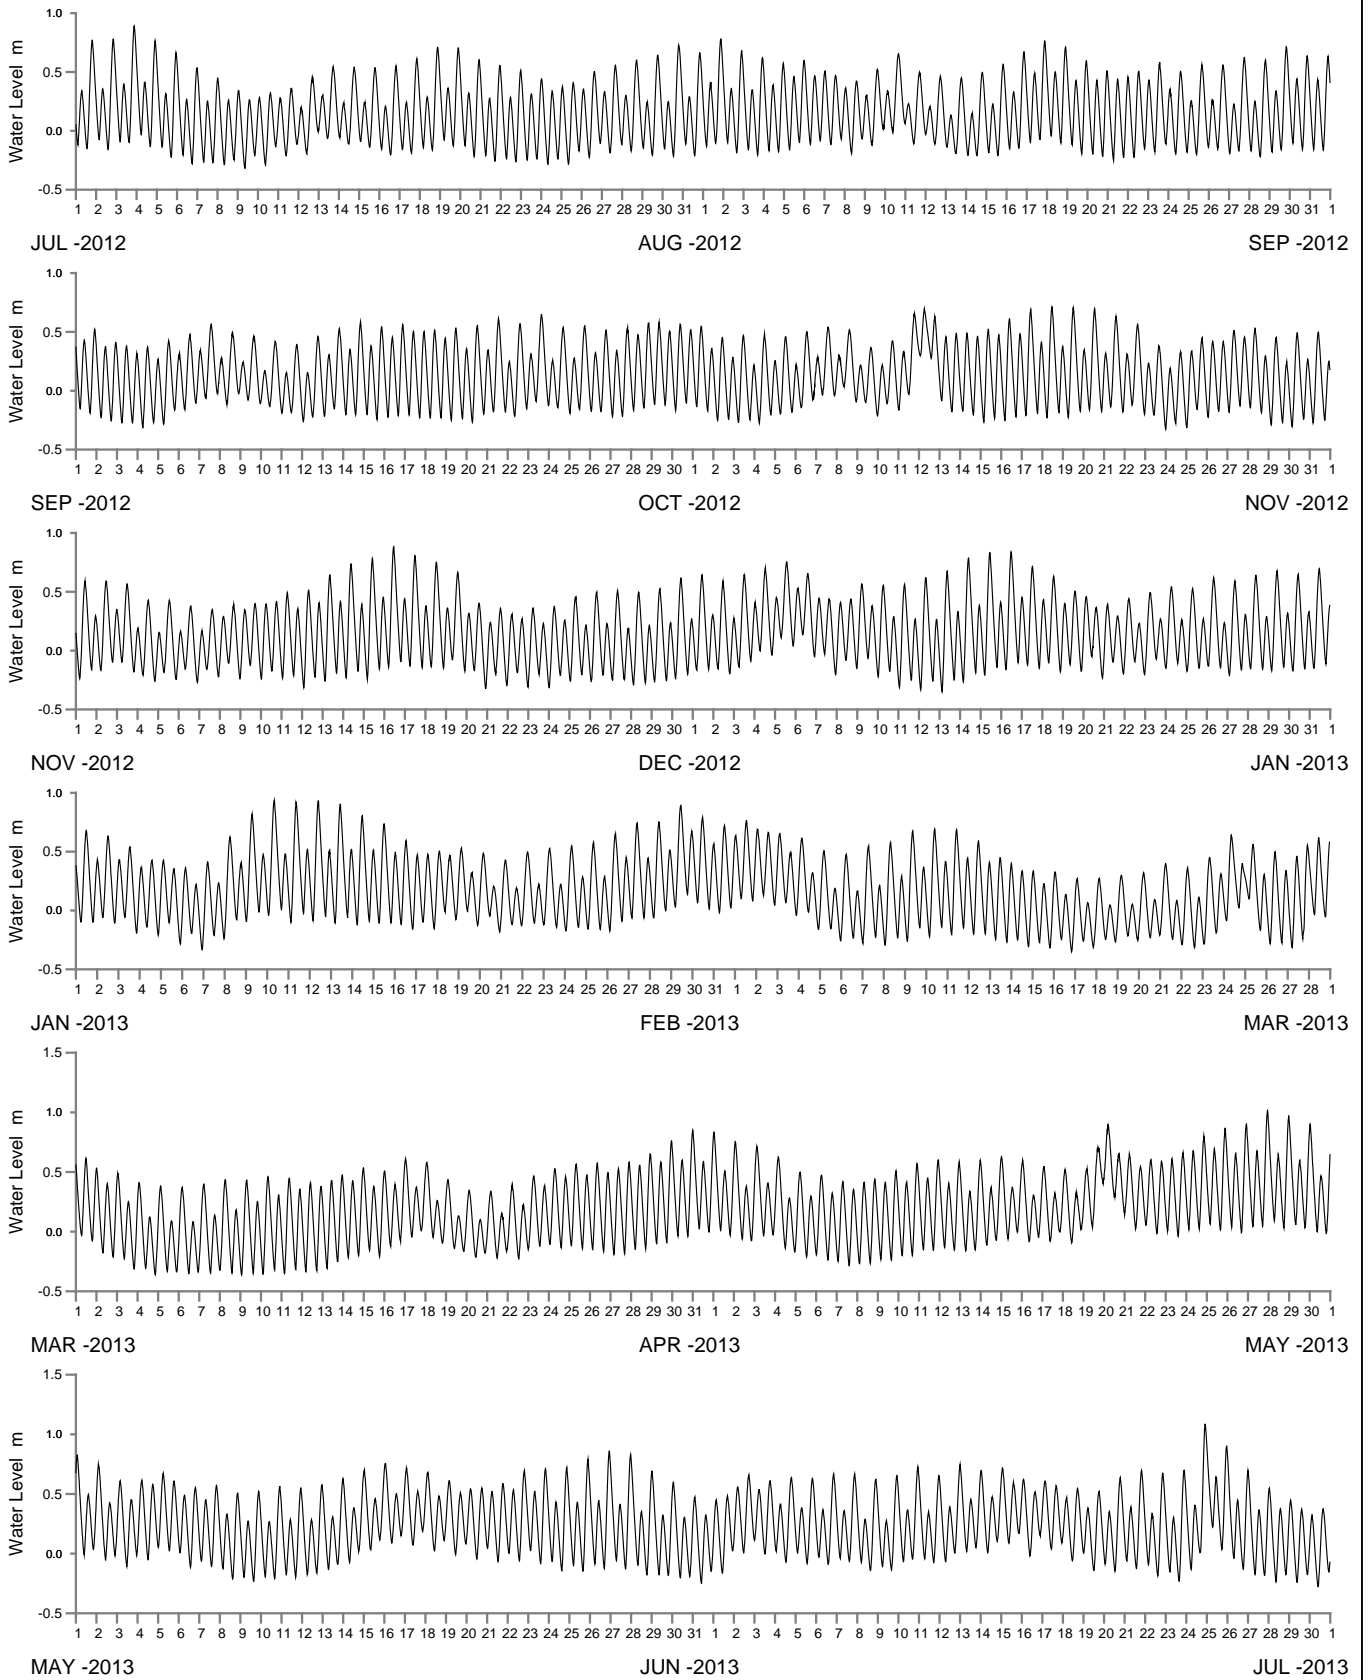 1.0
0.5
0.0
-0.5
Water Level m
1 2 3 4 5 6 7 8 9 10 11 12 13 14 15 16 17 18 19 20 21 22 23 24 25 26 27 28 29 30 31 1 2 3 4 5 6 7 8 9 10 11 12 13 14 15 16 17 18 19 20 21 22 23 24 25 26 27 28 29 30 31 1
JUL -2012 AUG -2012 SEP -2012
1.0
0.5
0.0
-0.5
Water Level m
1 2 3 4 5 6 7 8 9 10 11 12 13 14 15 16 17 18 19 20 21 22 23 24 25 26 27 28 29 30 1 2 3 4 5 6 7 8 9 10 11 12 13 14 15 16 17 18 19 20 21 22 23 24 25 26 27 28 29 30 31 1
SEP -2012 OCT -2012 NOV -2012
1.0
0.5
0.0
-0.5
Water Level m
1 2 3 4 5 6 7 8 9 10 11 12 13 14 15 16 17 18 19 20 21 22 23 24 25 26 27 28 29 30 1 2 3 4 5 6 7 8 9 10 11 12 13 14 15 16 17 18 19 20 21 22 23 24 25 26 27 28 29 30 31 1
NOV -2012 DEC -2012 JAN -2013
1.0
0.5
0.0
-0.5
Water Level m
1 2 3 4 5 6 7 8 9 10 11 12 13 14 15 16 17 18 19 20 21 22 23 24 25 26 27 28 29 30 31 1 2 3 4 5 6 7 8 9 10 11 12 13 14 15 16 17 18 19 20 21 22 23 24 25 26 27 28 1
JAN -2013 FEB -2013 MAR -2013
1.5
1.0
0.5
0.0
-0.5
Water Level m
1 2 3 4 5 6 7 8 9 10 11 12 13 14 15 16 17 18 19 20 21 22 23 24 25 26 27 28 29 30 31 1 2 3 4 5 6 7 8 9 10 11 12 13 14 15 16 17 18 19 20 21 22 23 24 25 26 27 28 29 30 1
MAR -2013 APR -2013 MAY -2013
1.5
1.0
0.5
0.0
-0.5
Water Level m
1 2 3 4 5 6 7 8 9 10 11 12 13 14 15 16 17 18 19 20 21 22 23 24 25 26 27 28 29 30 31 1 2 3 4 5 6 7 8 9 10 11 12 13 14 15 16 17 18 19 20 21 22 23 24 25 26 27 28 29 30 1
MAY -2013 JUN -2013 JUL -2013